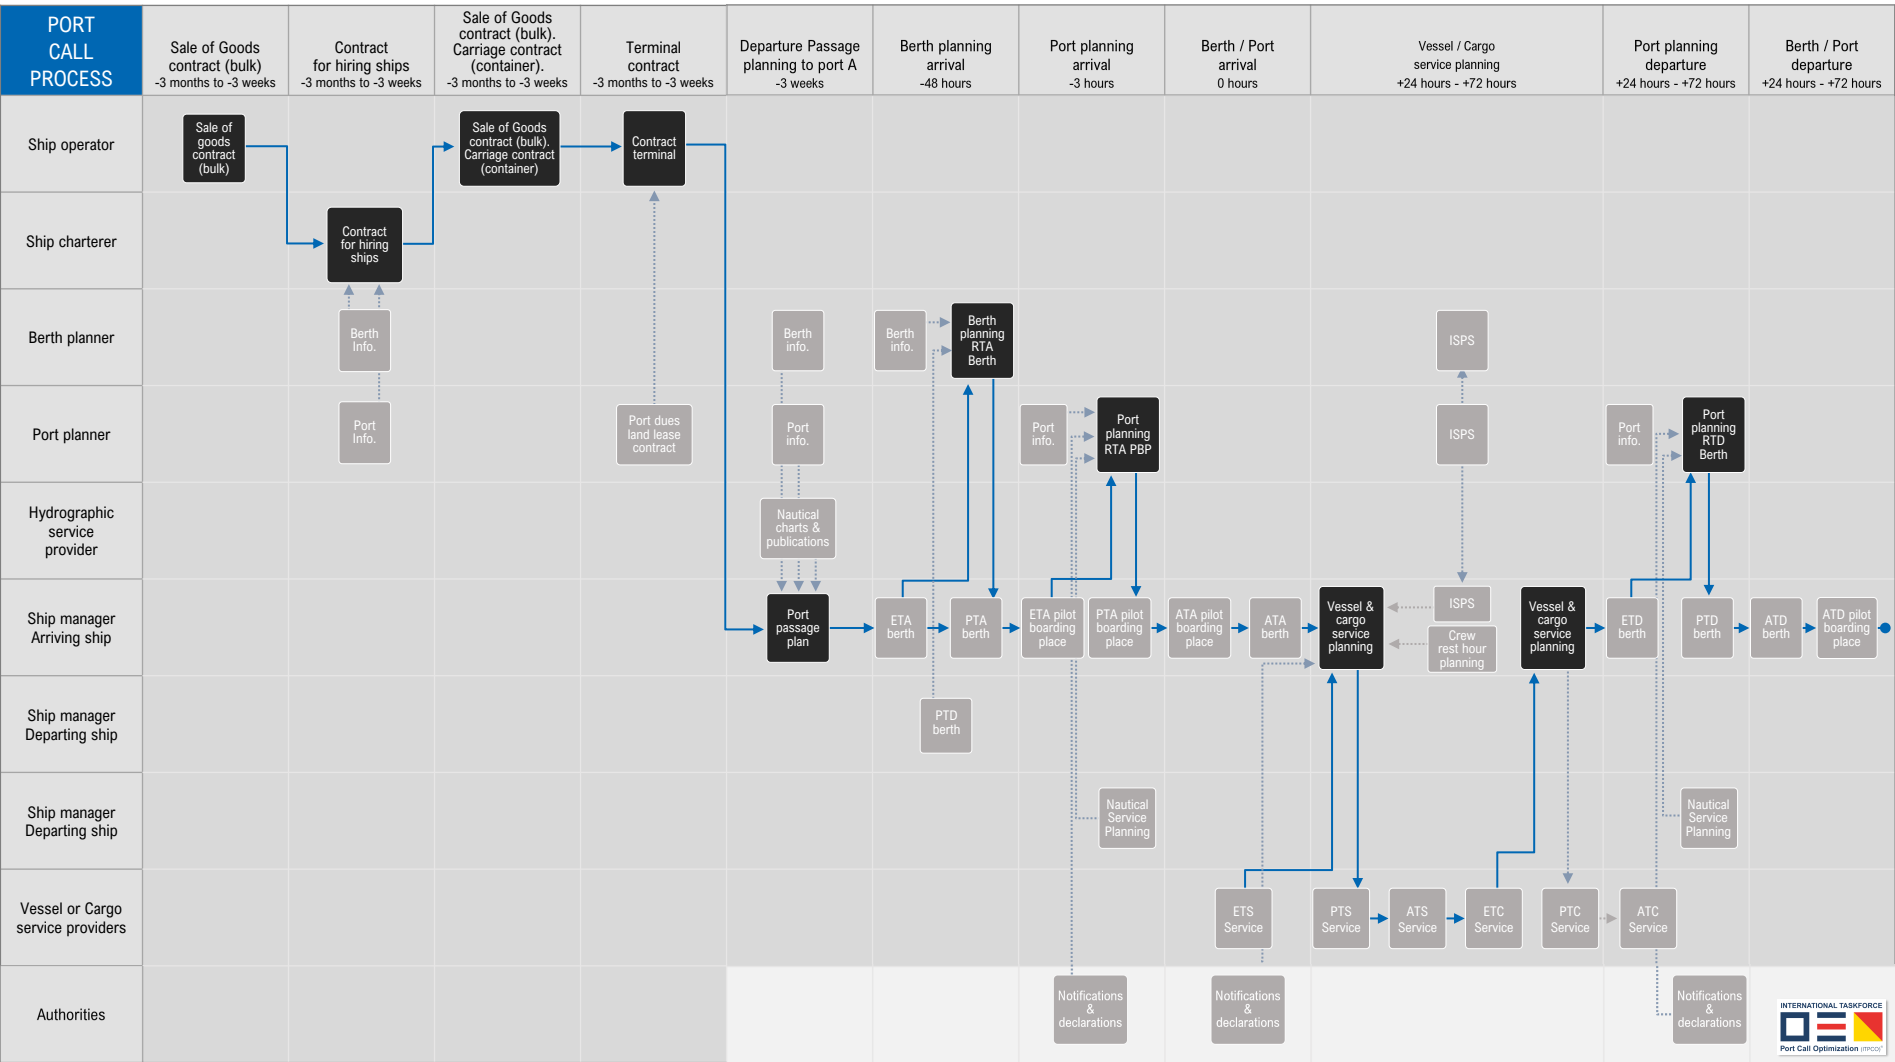 PORT
CALL
PROCESS
Sale of Goods
contract (bulk)
-3 months to -3 weeks
Contract
for hiring ships
-3 months to -3 weeks
Sale of Goods
contract (bulk).
Carriage contract
(container).
-3 months to -3 weeks
Terminal
contract
-3 months to -3 weeks
Departure Passage
planning to port A
-3 weeks
Berth planning
arrival
-48 hours
Port planning
arrival
-3 hours
Berth / Port
arrival
0 hours
Vessel / Cargo
service planning
+24 hours - +72 hours
Port planning
departure
+24 hours - +72 hours
Berth / Port
departure
+24 hours - +72 hours
Ship operator
Sale of
goods
contract
(bulk)
Sale of Goods
contract (bulk).
Carriage contract
(container)
Contract
terminal
Ship charterer
Contract
for hiring
ships
Berth planner
Berth
Info.
Berth
info.
Berth
info.
Berth
planning
RTA
Berth
ISPS
Port planner
Port
Info.
Port dues
land lease
contract
Port
info.
Port
info.
Port
planning
RTA PBP
ISPS
Port
info.
Port
planning
RTD
Berth
Hydrographic
service
provider
Nautical
charts &
publications
Ship manager
Arriving ship
Port
passage
plan
ETA
berth
PTA
berth
ETA pilot
boarding
place
PTA pilot
boarding
place
ATA pilot
boarding
place
ATA
berth
Vessel &
cargo
service
planning
ISPS
Crew
rest hour
planning
Vessel &
cargo
service
planning
ETD
berth
PTD
berth
ATD
berth
ATD pilot
boarding
place
Ship manager
Departing ship
PTD
berth
Ship manager
Departing ship
Nautical
Service
Planning
Nautical
Service
Planning
Vessel or Cargo
service providers
ETS
Service
PTS
Service
ATS
Service
ETC
Service
PTC
Service
ATC
Service
Authorities
Notifications
&
declarations
Notifications
&
declarations
Notifications
&
declarations
INTERNATIONAL TASKFORCE
Port Call Optimization (ITPCO)